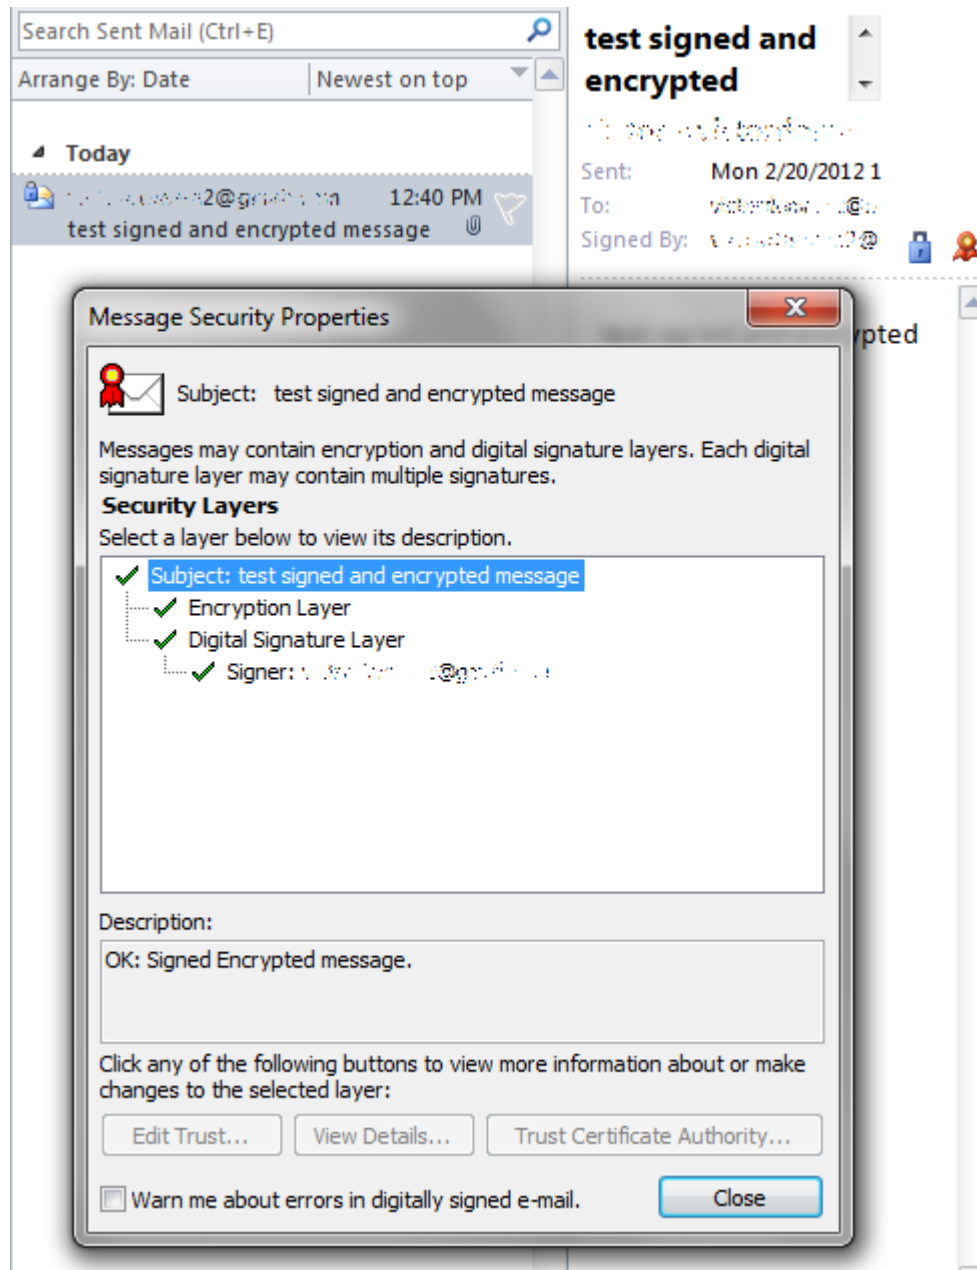 Search Sent Mail (Ctrl+E)
Arrange By: Date Newest on top
Today
12:40 PM
test signed and encrypted message
test signed and
encrypted
Sent: Mon 2/20/2012 1
To:
Signed By:
Message Security Properties
Subject: test signed and encrypted message
Messages may contain encryption and digital signature layers. Each digital
signature layer may contain multiple signatures.
Security Layers
Select a layer below to view its description.
Subject: test signed and encrypted message
Encryption Layer
Digital Signature Layer
Signer:
Description:
OK: Signed Encrypted message.
Click any of the following buttons to view more information about or make
changes to the selected layer:
Edit Trust... View Details... Trust Certificate Authority...
Warn me about errors in digitally signed e-mail.
Close